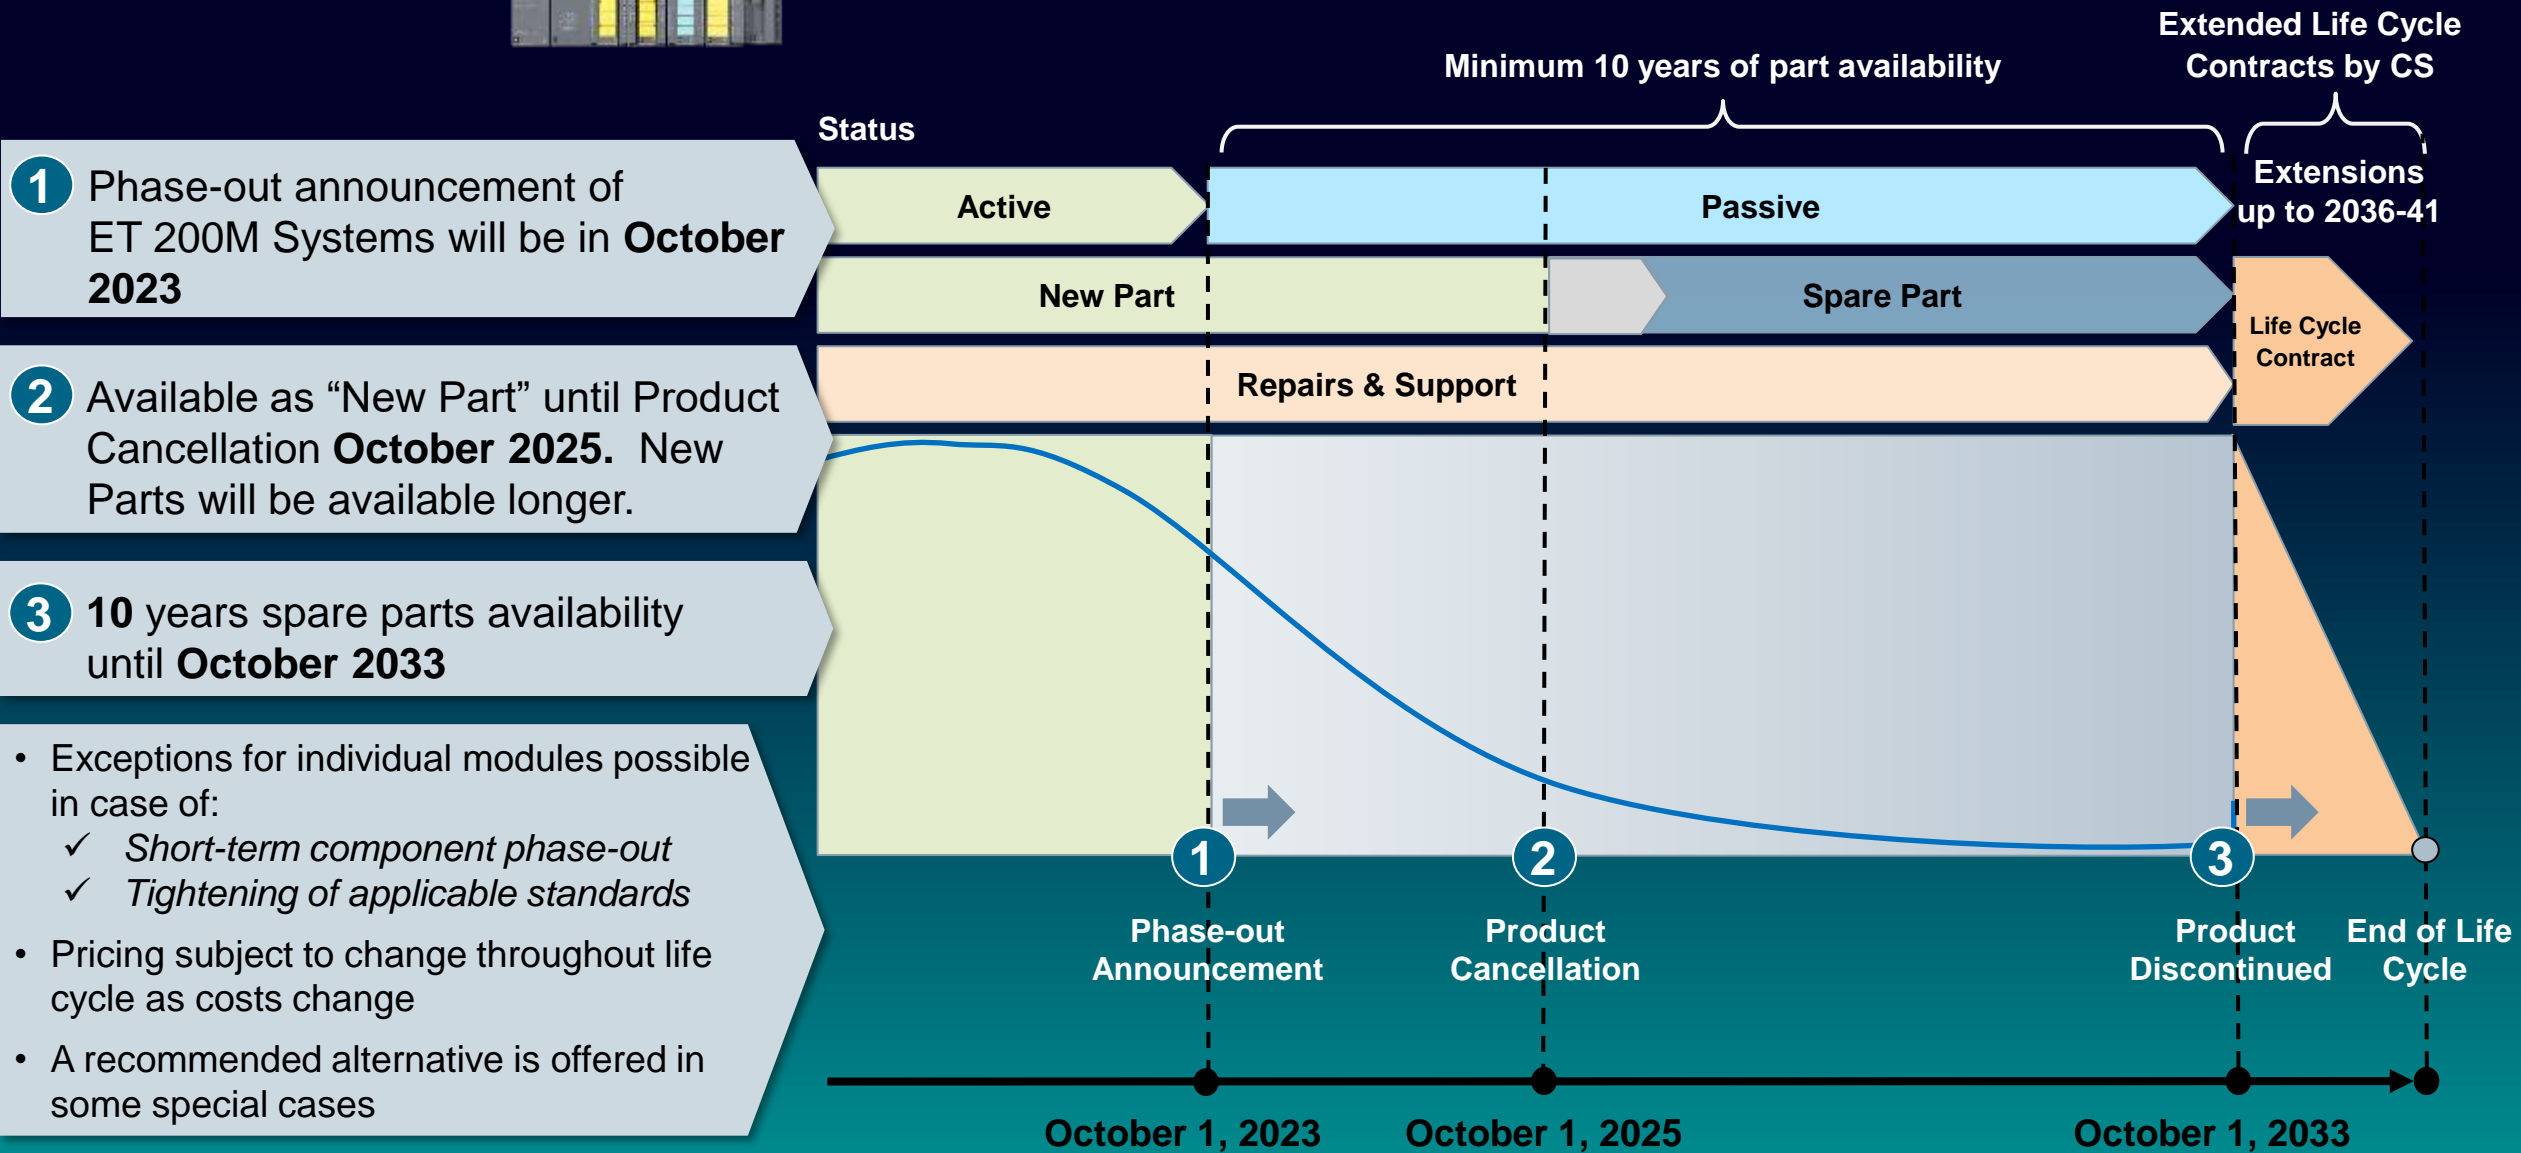 Extended Life Cycle
Contracts by CS
Minimum 10 years of part availability
Status
Extensions
up to 2036-41
Active
Passive
New Part
Spare Part
Life Cycle
Contract
Repairs & Support
1
Phase-out announcement of
ET 200M Systems will be in October
2023
2
Available as “New Part” until Product
Cancellation October 2025. New
Parts will be available longer.
3
10 years spare parts availability
until October 2033
• Exceptions for individual modules possible
in case of:
✓ Short-term component phase-out
✓ Tightening of applicable standards
• Pricing subject to change throughout life
cycle as costs change
• A recommended alternative is offered in
some special cases
1
2
3
Phase-out
Announcement
Product
Cancellation
Product
Discontinued
End of Life
Cycle
October 1, 2023
October 1, 2025
October 1, 2033